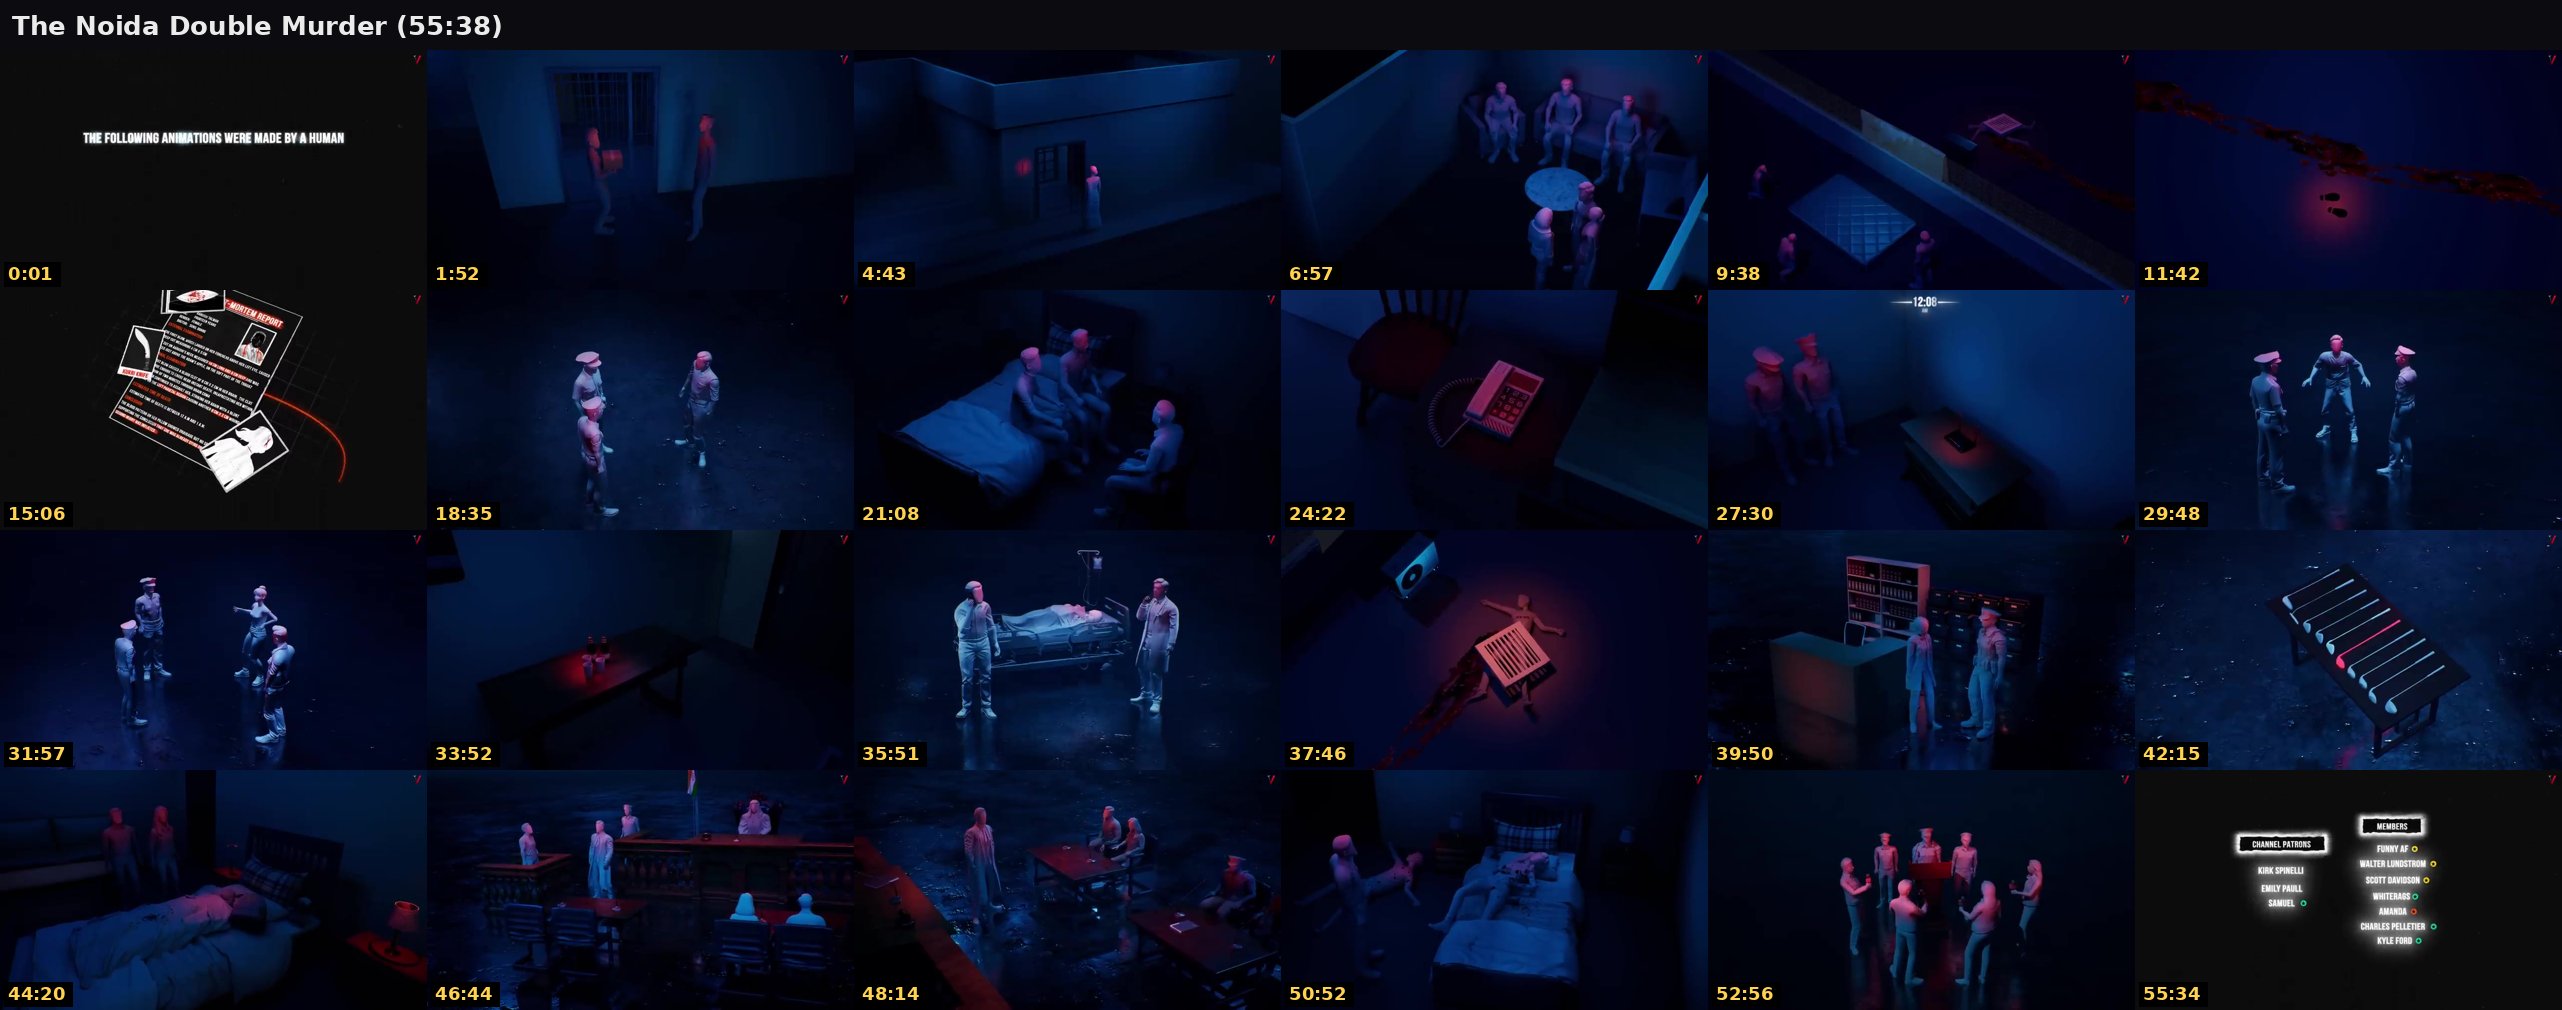 The Noida Double Murder (55:38)
THE FOLLOWING ANIMATIONS WERE MADE BY A HUMAN
0:01
1:52
4:43
6:57
9:38
11:42
T-MORTEM REPORT
KUKRI KNIFE
15:06
18:35
21:08
24:22
12:08
AM
27:30
29:48
31:57
33:52
35:51
37:46
39:50
42:15
44:20
46:44
48:14
50:52
52:56
CHANNEL PATRONS
KIRK SPINELLI
EMILY PAULL
SAMUEL
MEMBERS
FUNNY AF
WALTER LUNDSTROM
SCOTT DAVIDSON
WHITERAGS
AMANDA
CHARLES PELLETIER
KYLE FORD
55:34